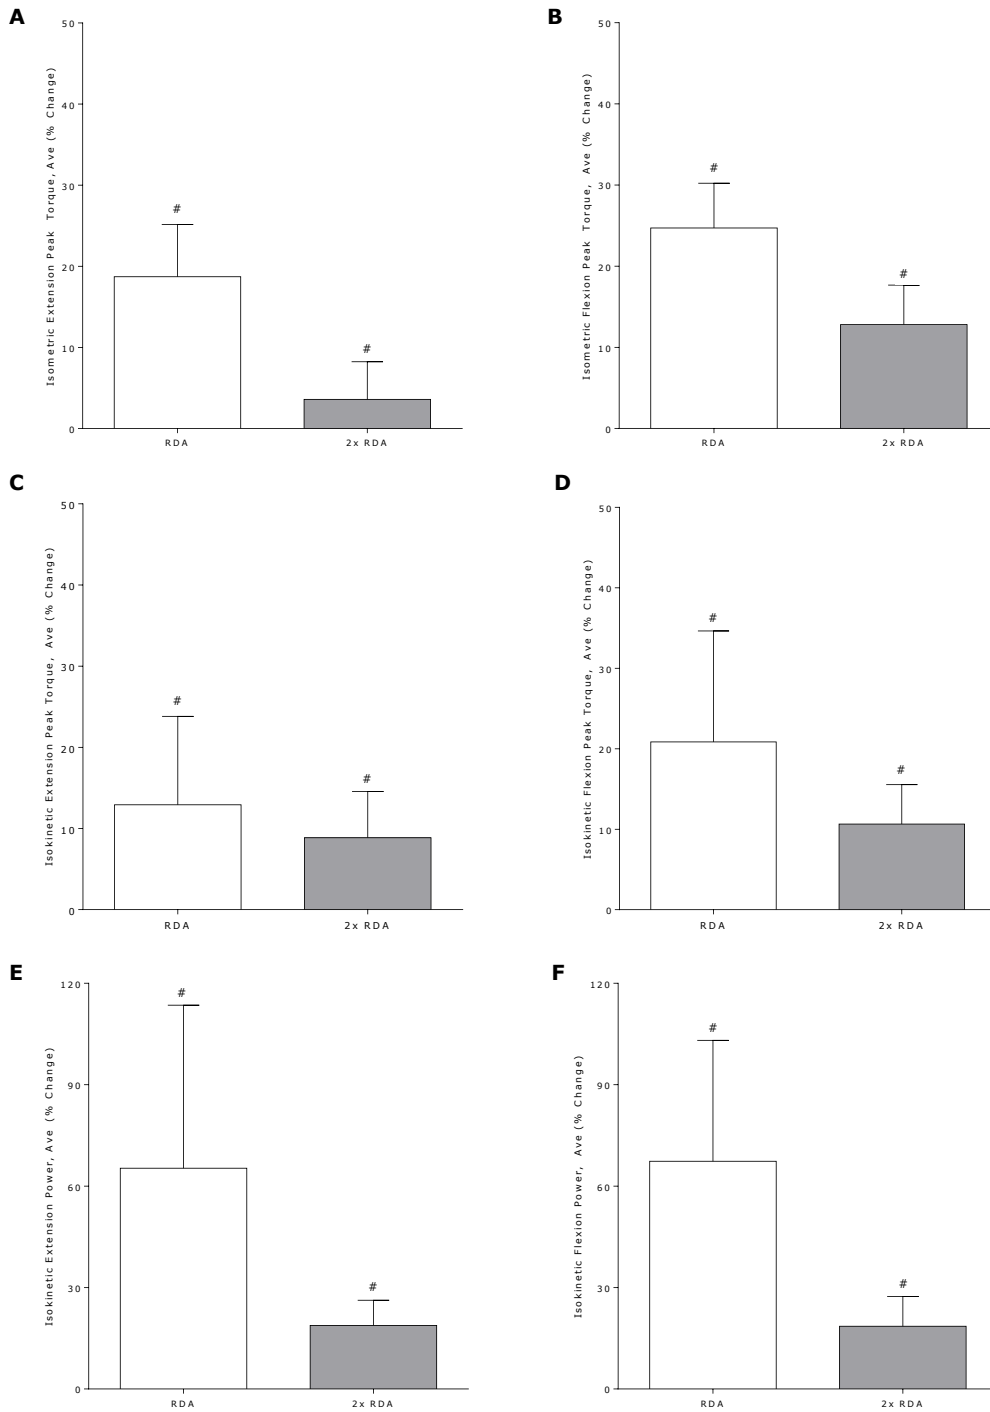 A
Isometric Extension Peak Torque, Ave (% Change)
50
40
30
20
10
0
#
#
RDA
2x RDA
B
Isometric Flexion Peak Torque, Ave (% Change)
50
40
30
20
10
0
#
#
RDA
2x RDA
C
Isokinetic Extension Peak Torque, Ave (% Change)
50
40
30
20
10
0
#
#
RDA
2x RDA
D
Isokinetic Flexion Peak Torque, Ave (% Change)
50
40
30
20
10
0
#
#
RDA
2x RDA
E
Isokinetic Extension Power, Ave (% Change)
120
90
60
30
0
#
#
RDA
2x RDA
F
Isokinetic Flexion Power, Ave (% Change)
120
90
60
30
0
#
#
RDA
2x RDA